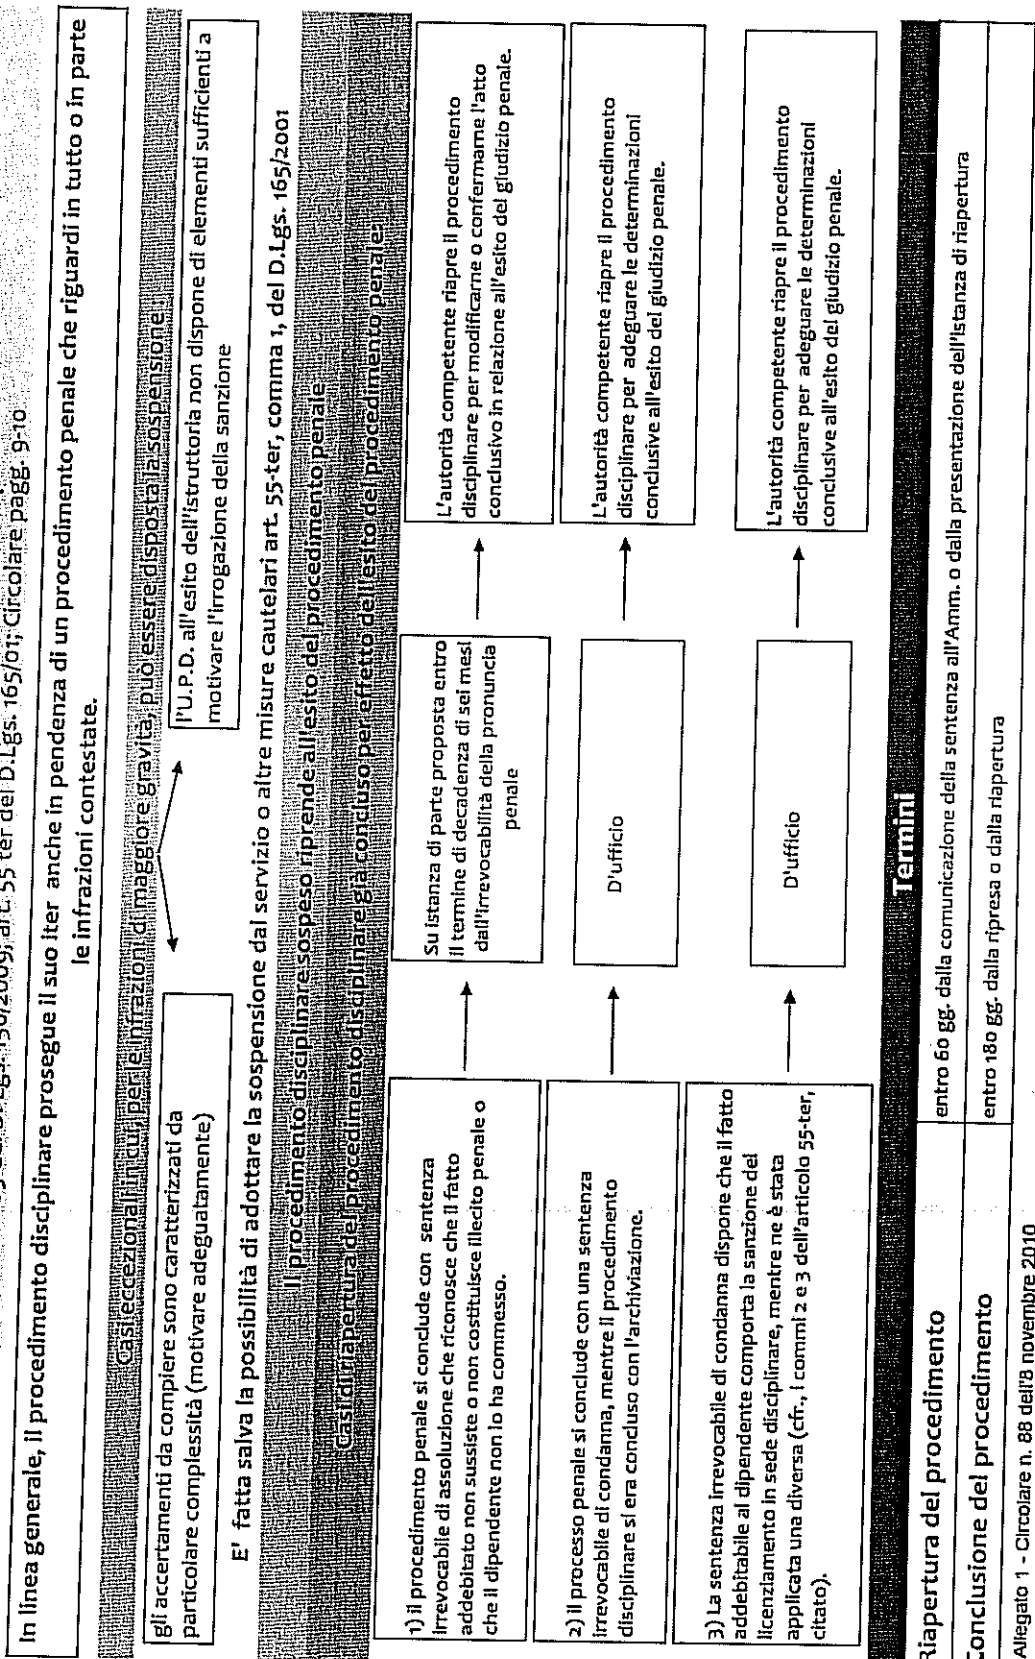 D.Lgs. 165/01; Circolare pagg. 9-10
In linea generale, il procedimento disciplinare prosegue il suo iter anche in pendenza di un procedimento penale che riguardi in tutto o in parte
le infrazioni contestate.
Casi eccezionali in cui, per le infrazioni di maggiore gravità, può essere disposta la sospensione
gli accertamenti da compiere sono caratterizzati da
particolare complessità (motivare adeguatamente)
l'U.P.D. all'esito dell'istruttoria non dispone di elementi sufficienti a
motivare l'irrogazione della sanzione
E' fatta salva la possibilità di adottare la sospensione dal servizio o altre misure cautelari art. 55-ter, comma 1, del D.Lgs. 165/2001
Il procedimento disciplinare sospeso riprende all'esito del procedimento penale
Casi di riapertura del procedimento disciplinare già concluso per effetto dell'esito del procedimento penale:
1) il procedimento penale si conclude con sentenza
irrevocabile di assoluzione che riconosce che il fatto
addebitato non sussiste o non costituisce illecito penale o
che il dipendente non lo ha commesso.
Su istanza di parte proposta entro
il termine di decadenza di sei mesi
dall'irrevocabilità della pronuncia
penale
L'autorità competente riapre il procedimento
disciplinare per modificarne o confermarne l'atto
conclusivo in relazione all'esito del giudizio penale.
2) il processo penale si conclude con una sentenza
irrevocabile di condanna, mentre il procedimento
disciplinare si era concluso con l'archiviazione.
D'ufficio
L'autorità competente riapre il procedimento
disciplinare per adeguare le determinazioni
conclusive all'esito del giudizio penale.
3) La sentenza irrevocabile di condanna dispone che il fatto
addebitabile al dipendente comporta la sanzione del
licenziamento in sede disciplinare, mentre ne è stata
applicata una diversa (cfr., i commi 2 e 3 dell'articolo 55-ter,
citato).
D'ufficio
L'autorità competente riapre il procedimento
disciplinare per adeguare le determinazioni
conclusive all'esito del giudizio penale.
Termini
Riapertura del procedimento
entro 60 gg. dalla comunicazione della sentenza all'Amm. o dalla presentazione dell'istanza di riapertura
Conclusione del procedimento
entro 180 gg. dalla ripresa o dalla riapertura
Allegato 1 - Circolare n. 88 dell'8 novembre 2010